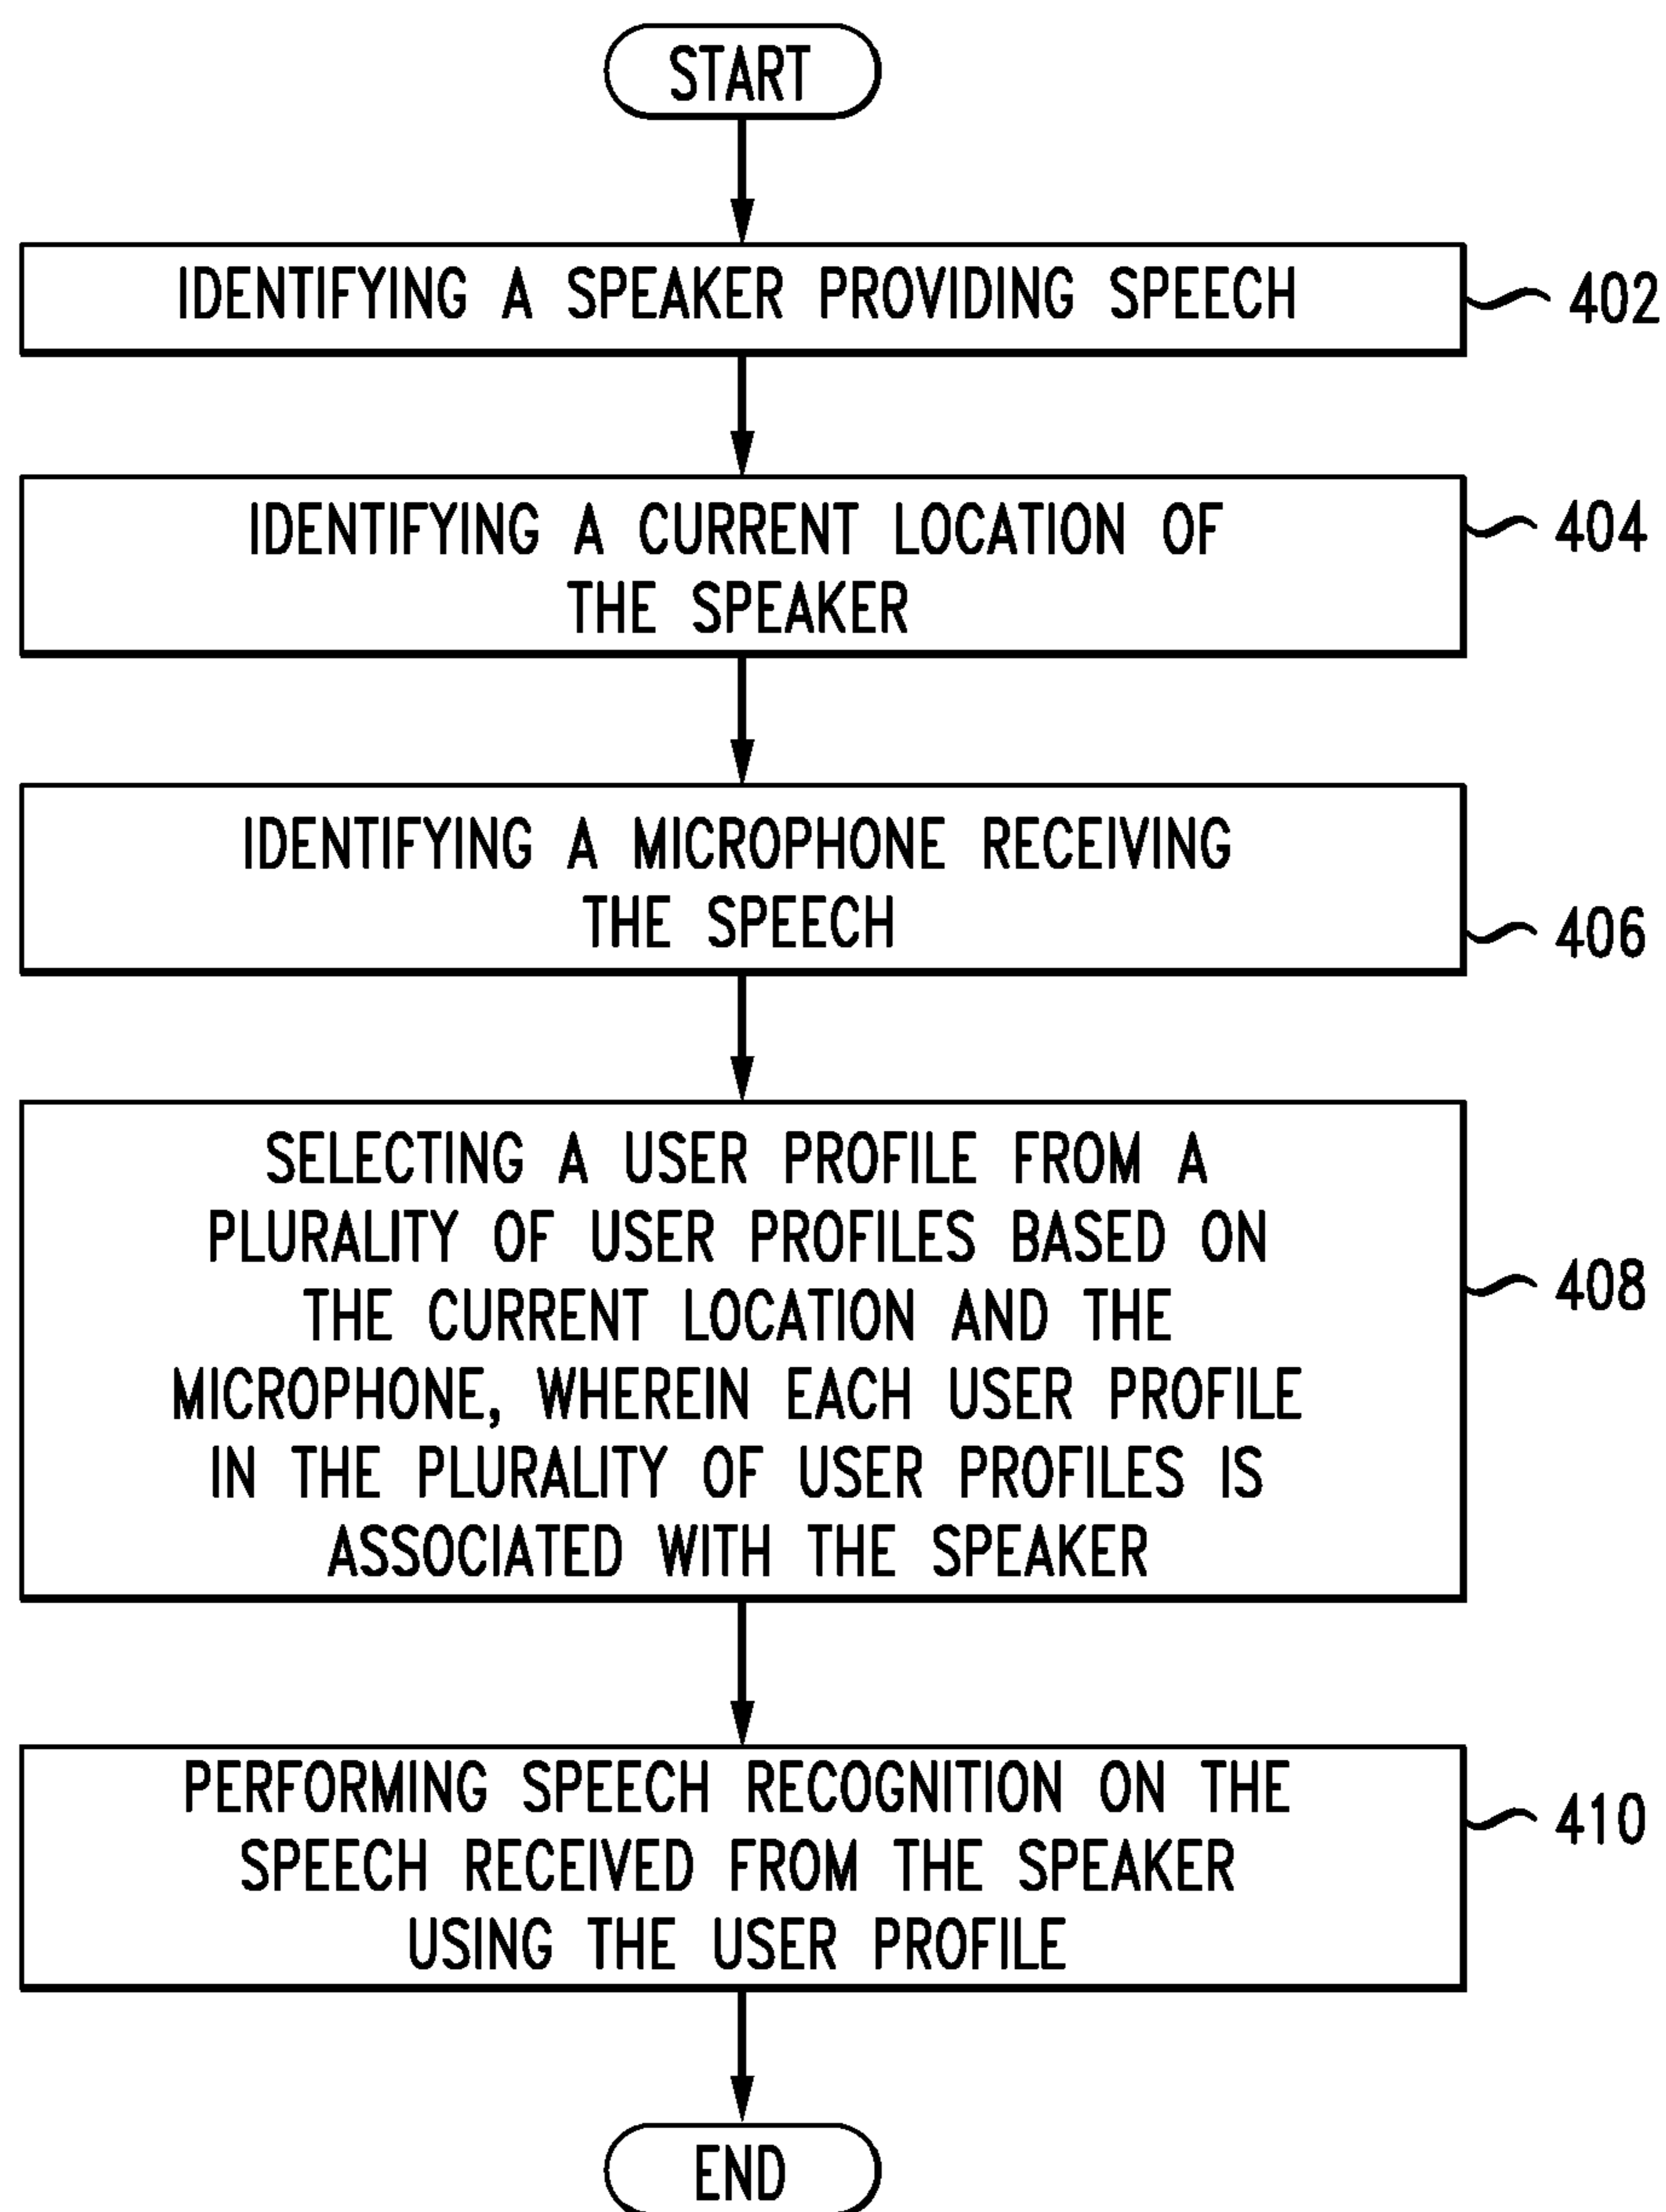 START
IDENTIFYING A SPEAKER PROVIDING SPEECH
402
IDENTIFYING A CURRENT LOCATION OF
THE SPEAKER
404
IDENTIFYING A MICROPHONE RECEIVING
THE SPEECH
406
SELECTING A USER PROFILE FROM A
PLURALITY OF USER PROFILES BASED ON
THE CURRENT LOCATION AND THE
MICROPHONE, WHEREIN EACH USER PROFILE
IN THE PLURALITY OF USER PROFILES IS
ASSOCIATED WITH THE SPEAKER
408
PERFORMING SPEECH RECOGNITION ON THE
SPEECH RECEIVED FROM THE SPEAKER
USING THE USER PROFILE
410
END